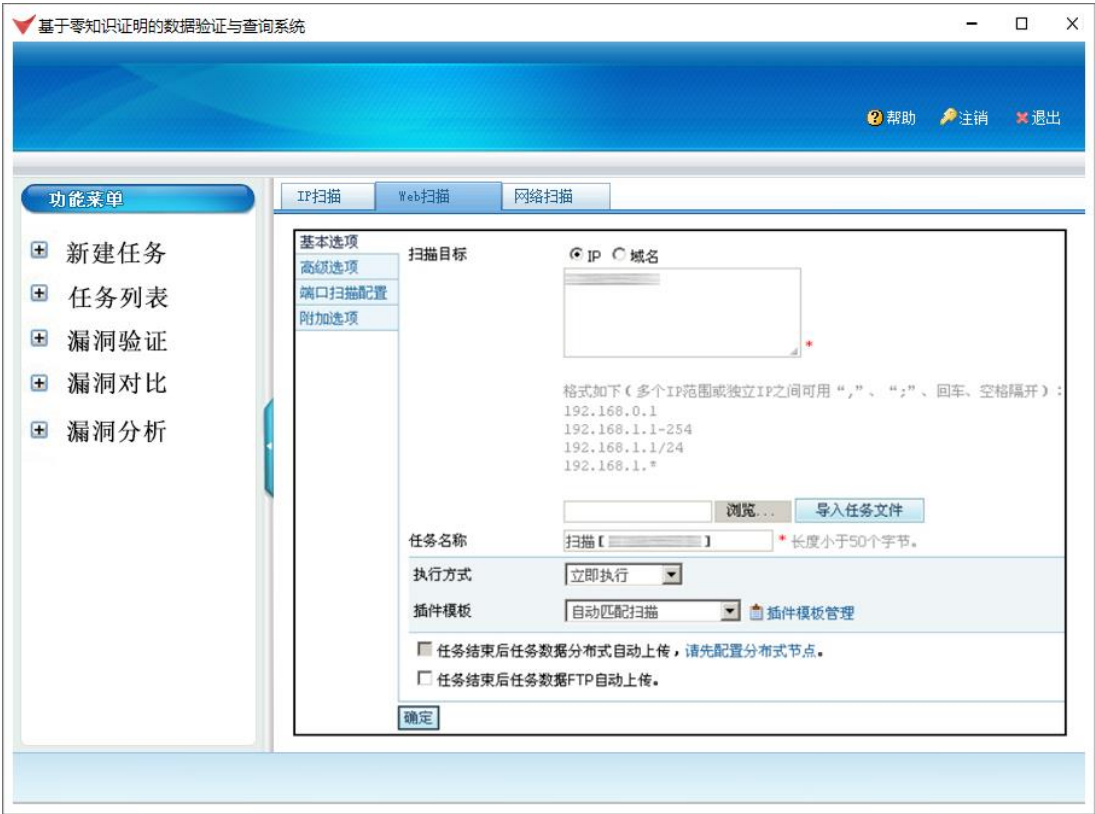 基于零知识证明的数据验证与查询系统
帮助 注销 退出
功能菜单
新建任务
任务列表
漏洞验证
漏洞对比
漏洞分析
IP扫描 Web扫描 网络扫描
基本选项
高级选项
端口扫描配置
附加选项
扫描目标 IP 域名
*
格式如下(多个IP范围或独立IP之间可用“,”、“;”、回车、空格隔开):
192.168.0.1
192.168.1.1-254
192.168.1.1/24
192.168.1.*
浏览... 导入任务文件
任务名称 扫描【 】 * 长度小于50个字节。
执行方式 立即执行
插件模板 自动匹配扫描 插件模板管理
任务结束后任务数据分布式自动上传,请先配置分布式节点。
任务结束后任务数据FTP自动上传。
确定